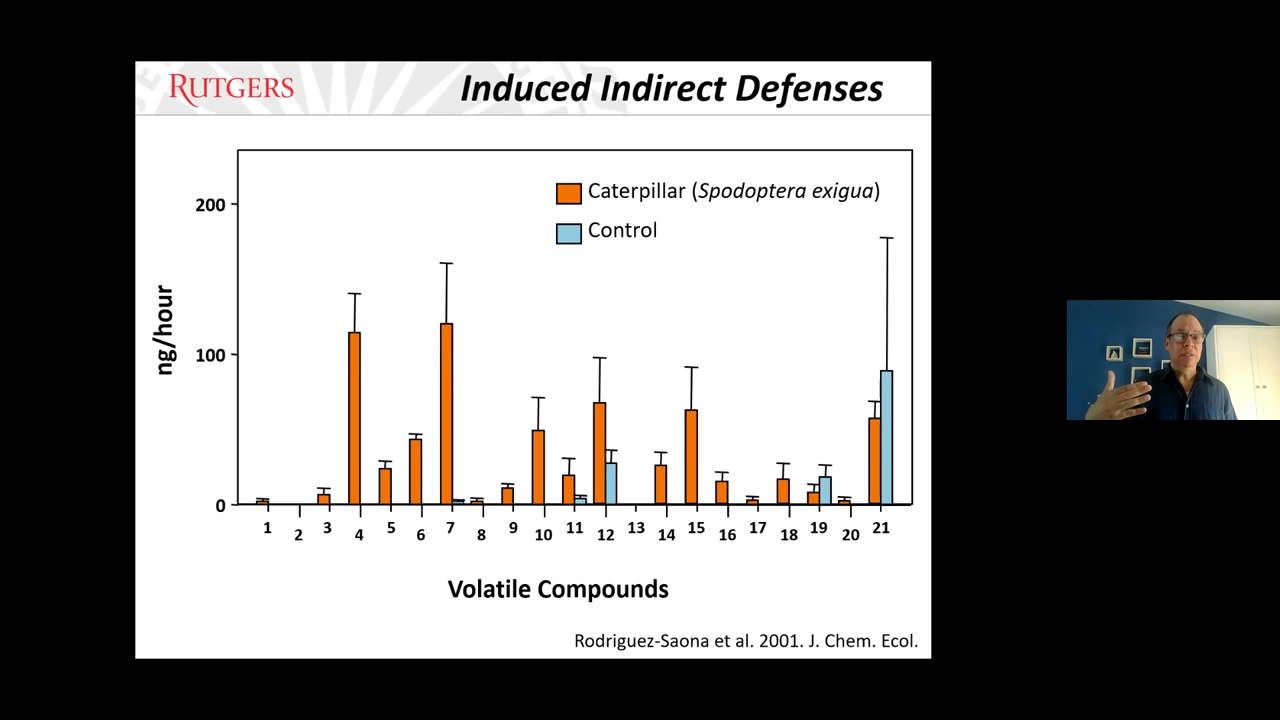 RUTGERS
Induced Indirect Defenses
Caterpillar (Spodoptera exigua)
Control
200
100
0
ng/hour
1 2 3 4 5 6 7 8 9 10 11 12 13 14 15 16 17 18 19 20 21
Volatile Compounds
Rodriguez-Saona et al. 2001. J. Chem. Ecol.